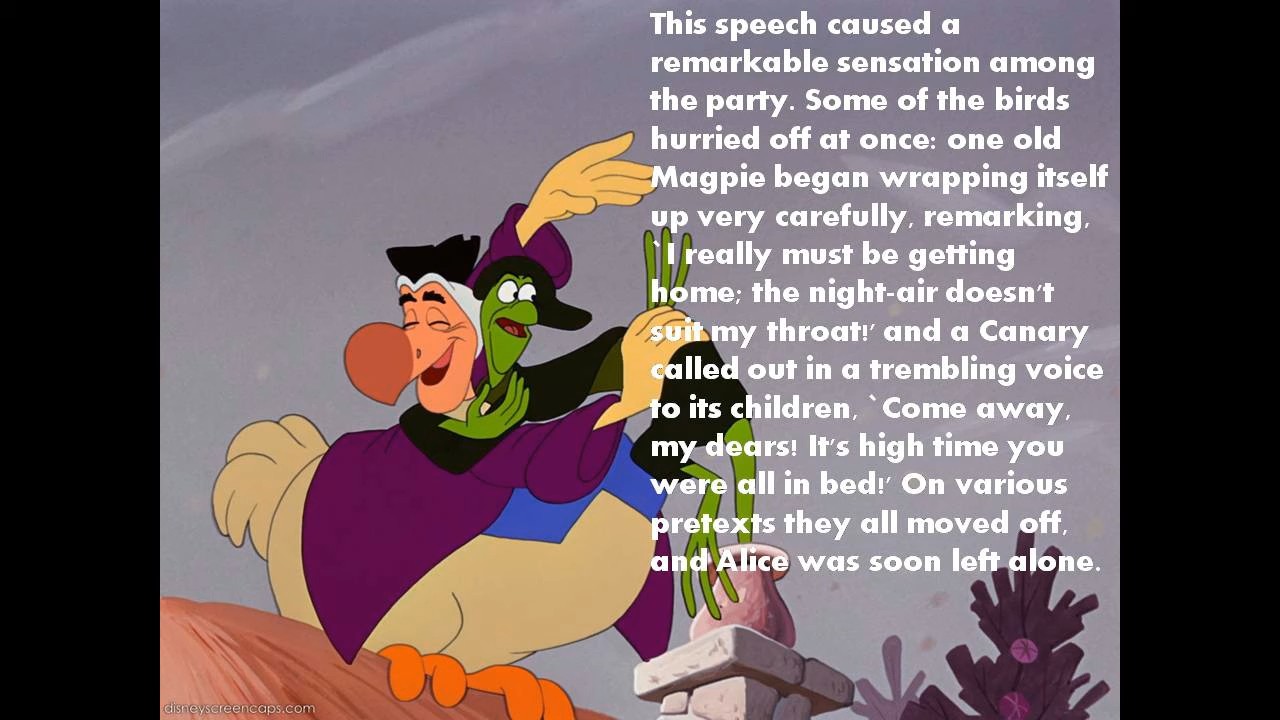 This speech caused a
remarkable sensation among
the party. Some of the birds
hurried off at once: one old
Magpie began wrapping itself
up very carefully, remarking,
`I really must be getting
home; the night-air doesn't
suit my throat!' and a Canary
called out in a trembling voice
to its children, `Come away,
my dears! It's high time you
were all in bed!' On various
pretexts they all moved off,
and Alice was soon left alone.
disneyscreencaps.com